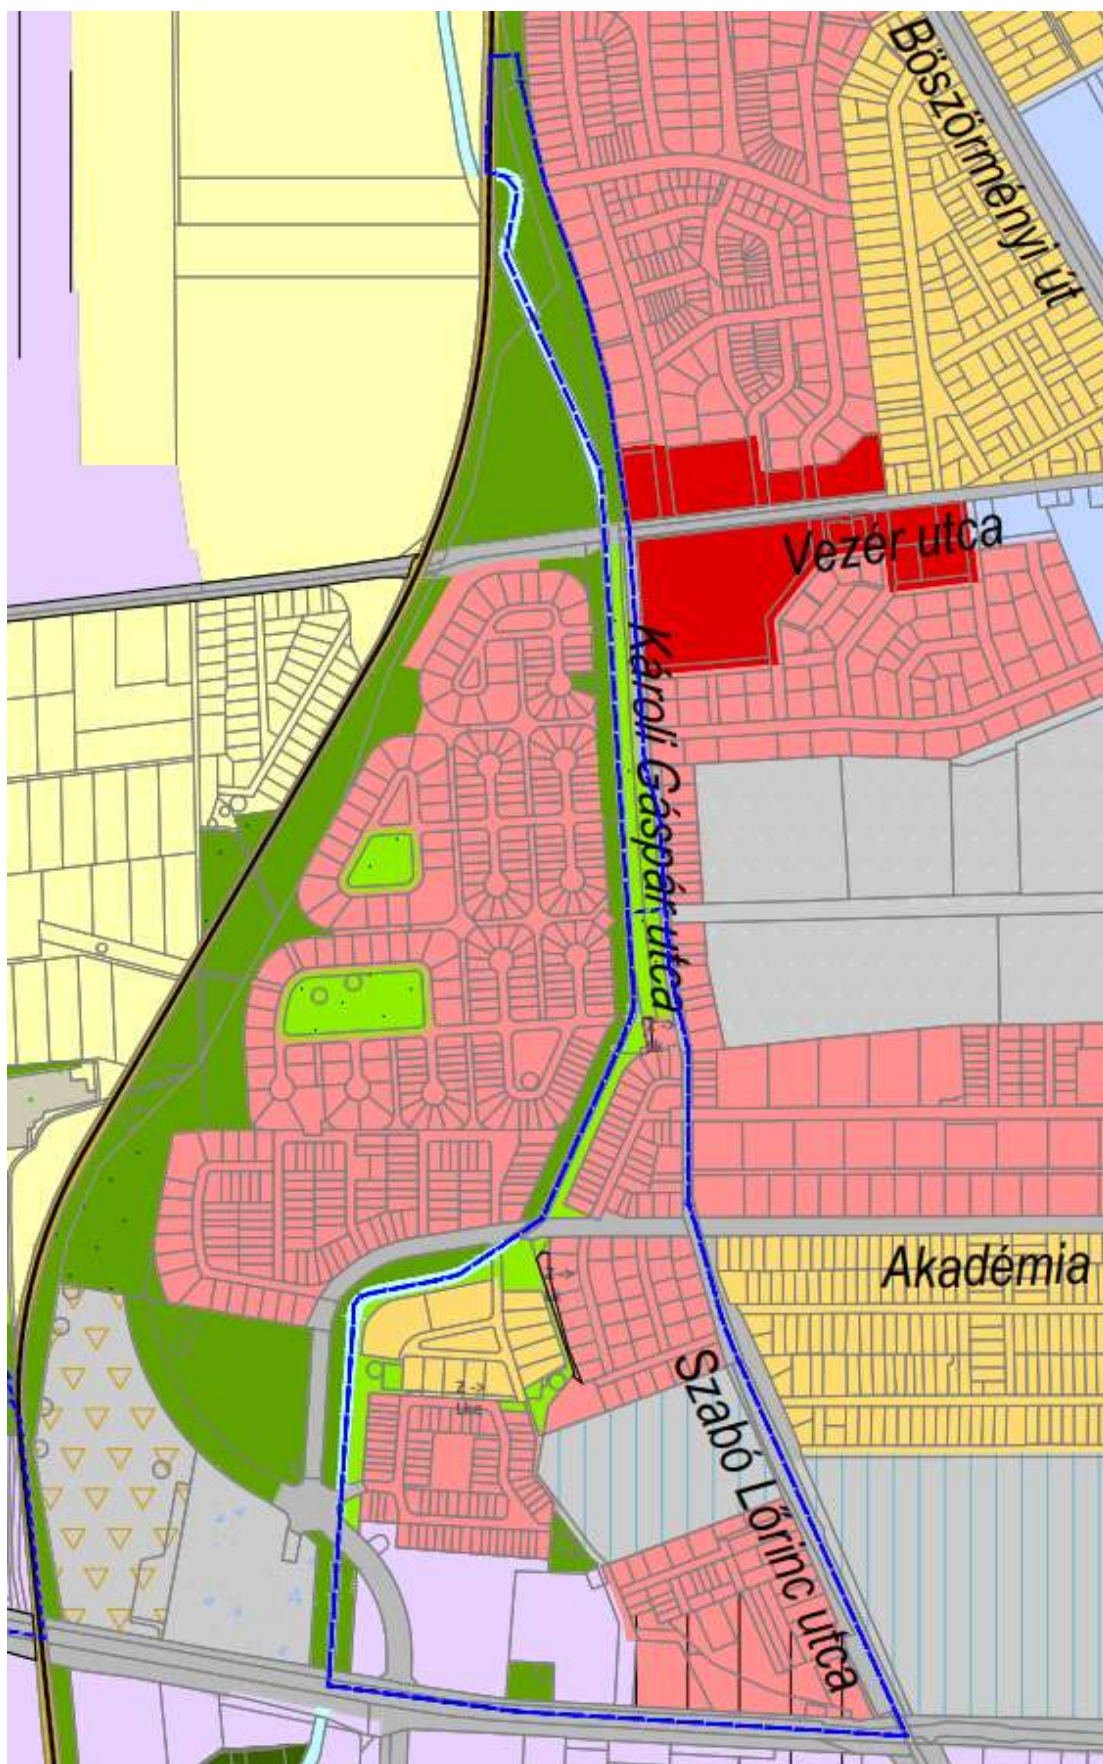 Böszörményi út
Vezér utca
Károli Gáspár utca
Akadémia
Szabó Lőrinc utca